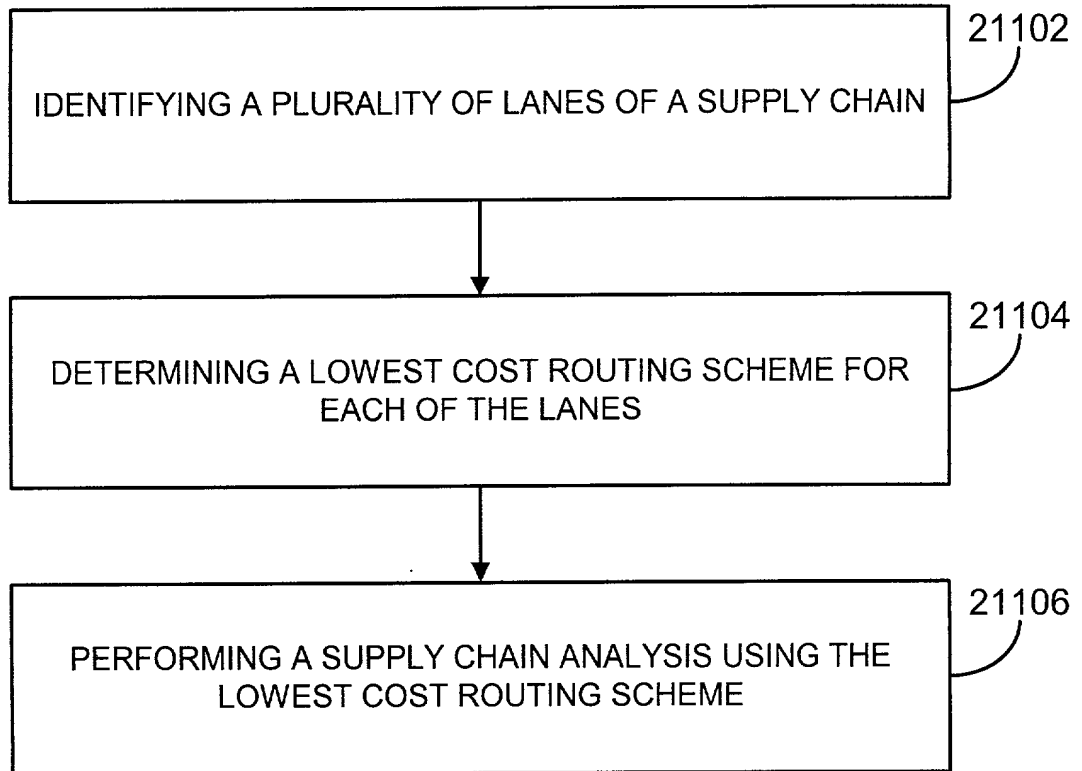 21102
IDENTIFYING A PLURALITY OF LANES OF A SUPPLY CHAIN
21104
DETERMINING A LOWEST COST ROUTING SCHEME FOR
EACH OF THE LANES
21106
PERFORMING A SUPPLY CHAIN ANALYSIS USING THE
LOWEST COST ROUTING SCHEME